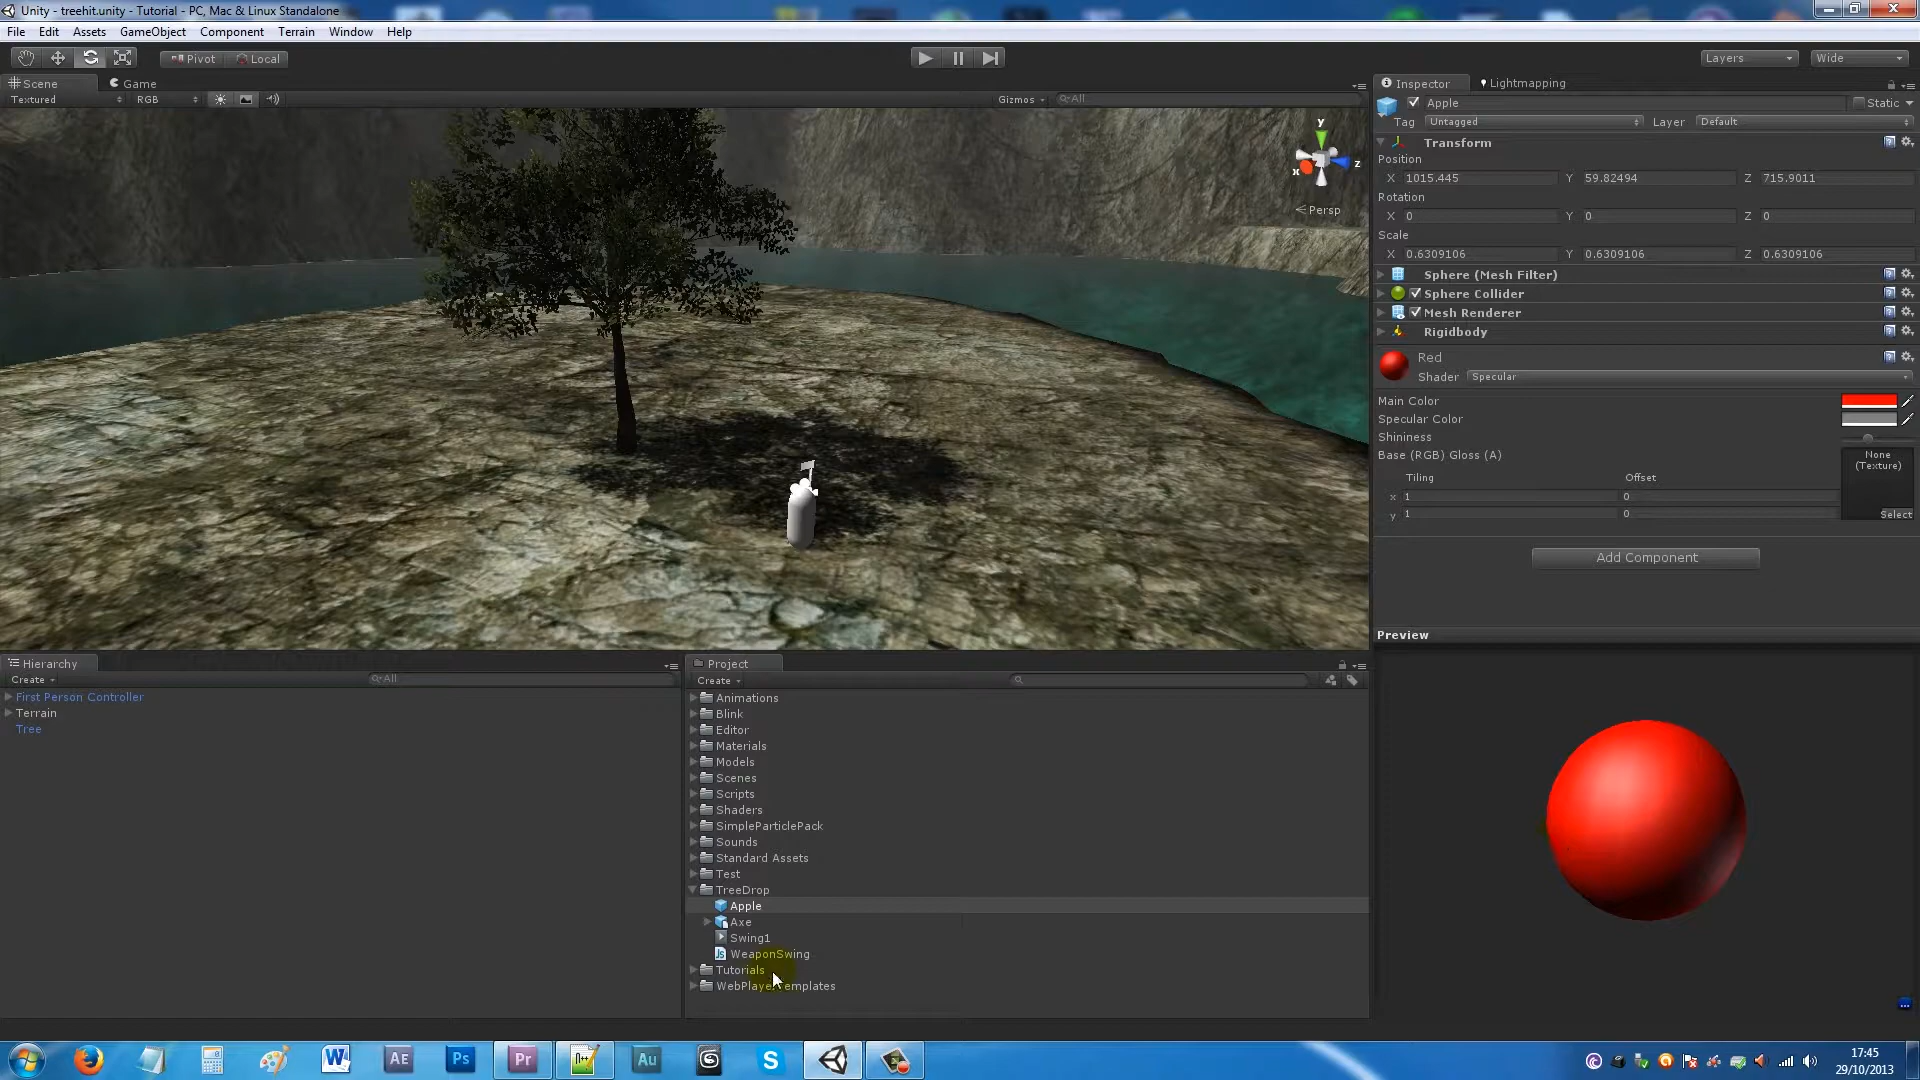 Unity - treehit.unity - Tutorial - PC, Mac & Linux Standalone
File Edit Assets GameObject Component Terrain Window Help
Pivot Local
Layers Wide
Scene Game
Textured RGB Gizmos All
y
z
x
Persp
Inspector Lightmapping
Apple Static
Tag Untagged Layer Default
Transform
Position
X 1015.445 Y 59.82494 Z 715.9011
Rotation
X 0 Y 0 Z 0
Scale
X 0.6309106 Y 0.6309106 Z 0.6309106
Sphere (Mesh Filter)
Sphere Collider
Mesh Renderer
Rigidbody
Red
Shader Specular
Main Color
Specular Color
Shininess
Base (RGB) Gloss (A)
None
(Texture)
Tiling Offset
x 1 0
y 1 0
Select
Add Component
Preview
Hierarchy
Create All
First Person Controller
Terrain
Tree
Project
Create
Animations
Blink
Editor
Materials
Models
Scenes
Scripts
Shaders
SimpleParticlePack
Sounds
Standard Assets
Test
TreeDrop
Apple
Axe
Swing1
Js WeaponSwing
Tutorials
WebPlayerTemplates
W AE Ps Pr Au S
17:45
29/10/2013